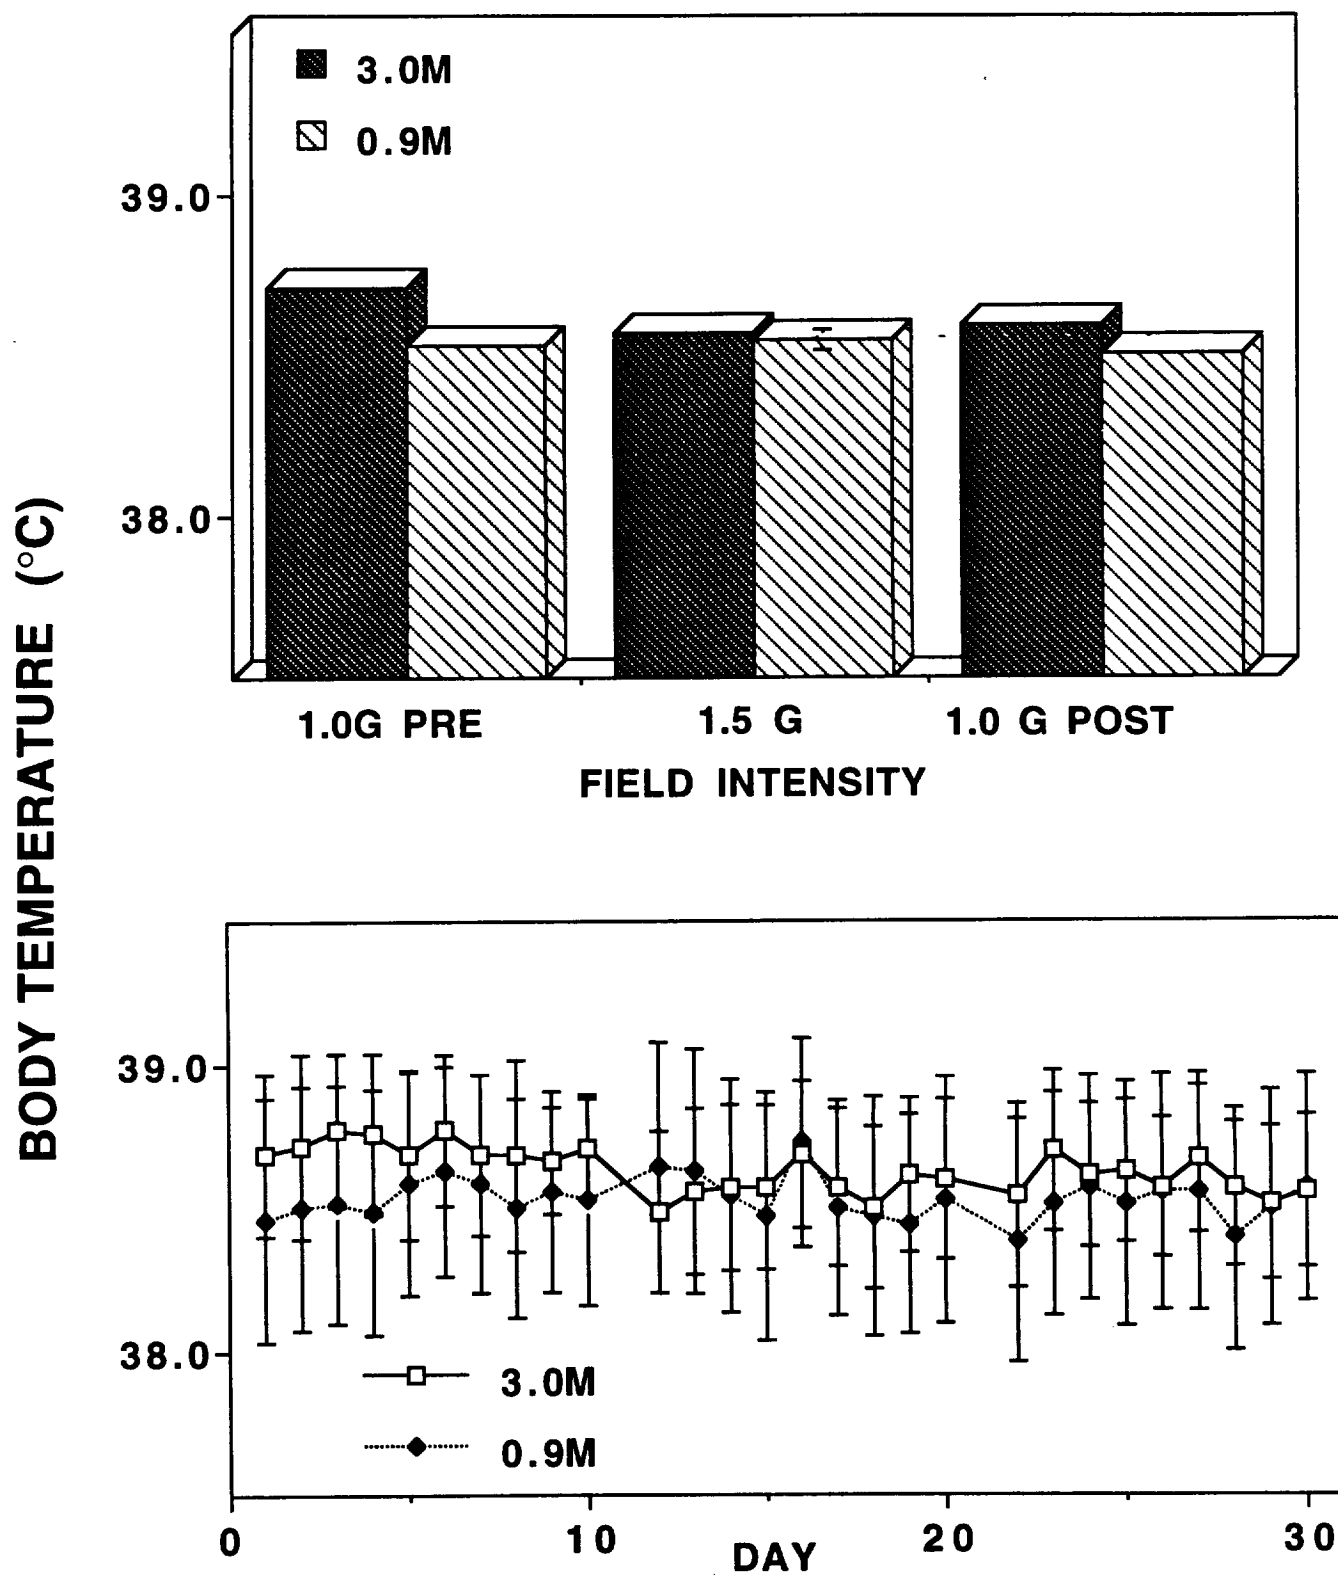 3.0M
0.9M
39.0
38.0
1.0G PRE
1.5 G
1.0 G POST
FIELD INTENSITY
BODY TEMPERATURE (°C)
39.0
38.0
3.0M
0.9M
0
10
20
30
DAY